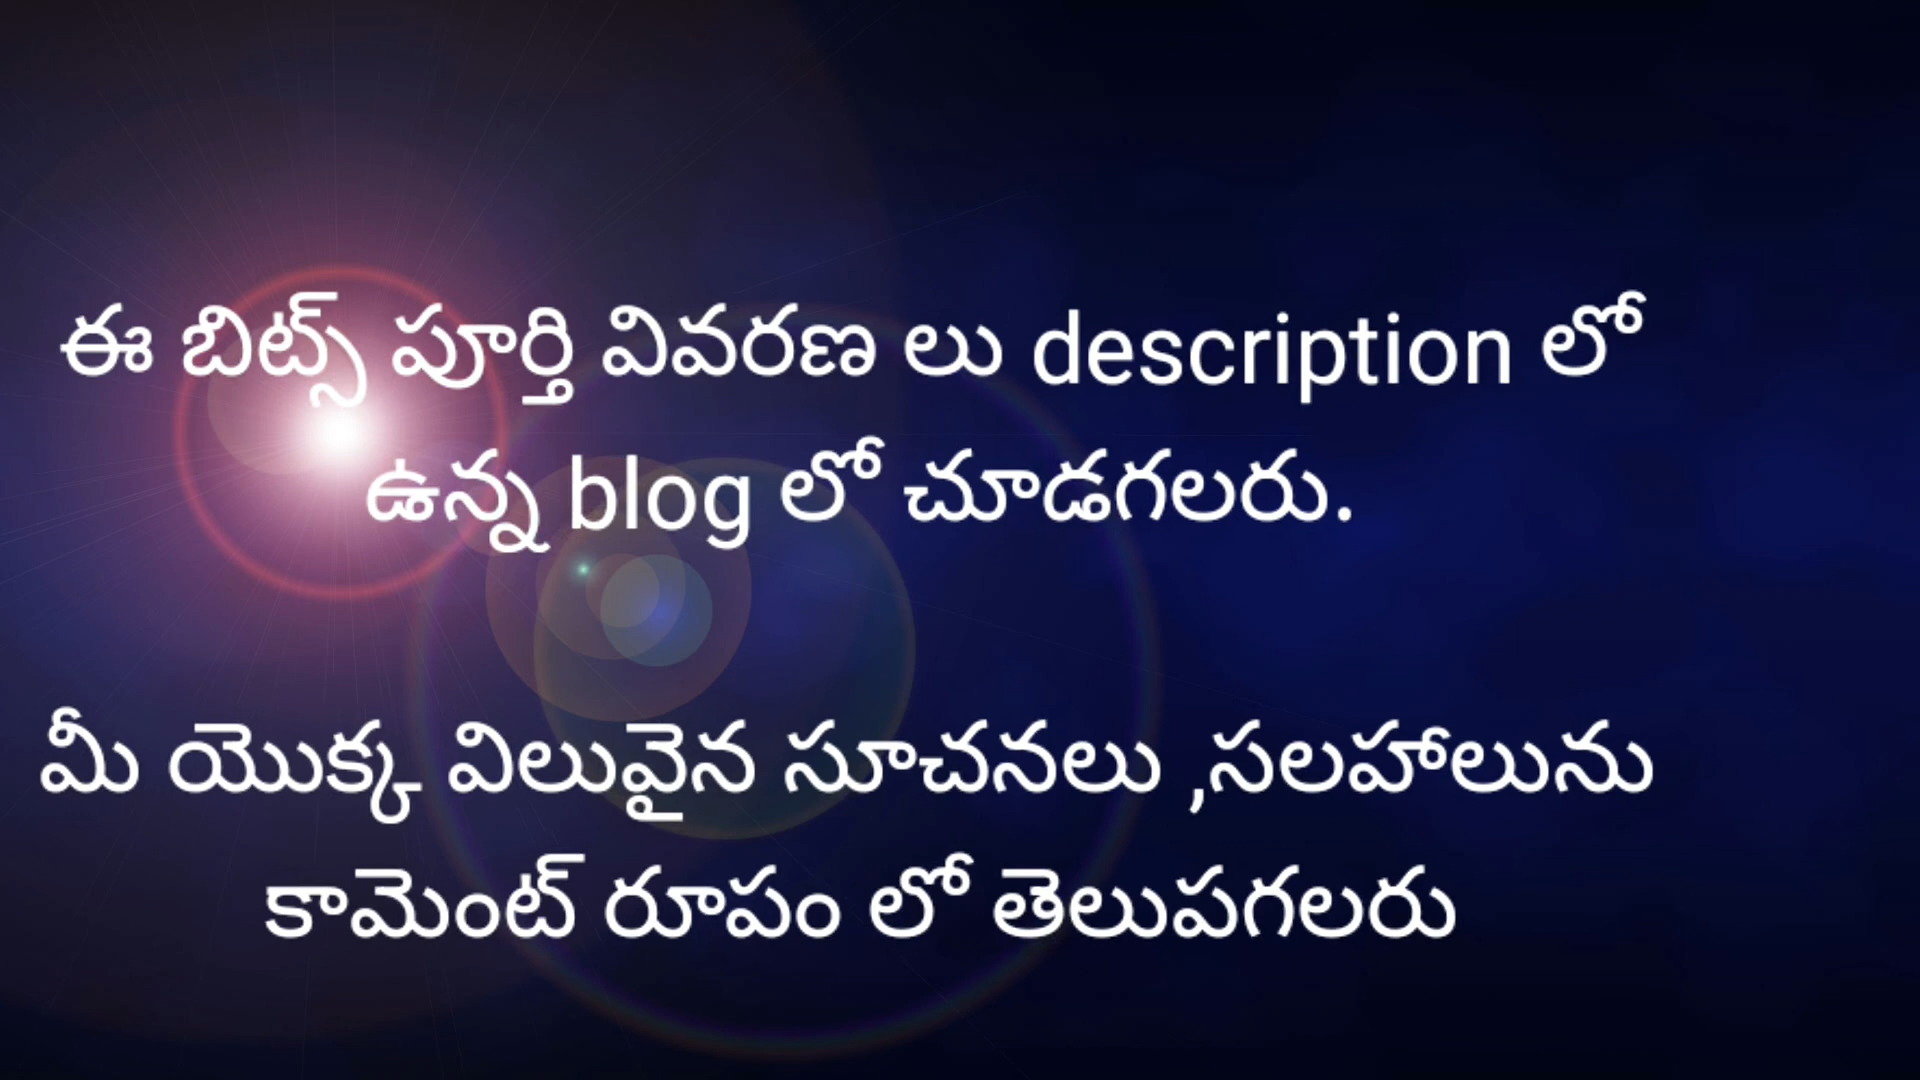 ఈ బిట్స్ పూర్తి వివరణ లు description లో
ఉన్న blog లో చూడగలరు.
మీ యొక్క విలువైన సూచనలు ,సలహాలును
కామెంట్ రూపం లో తెలుపగలరు